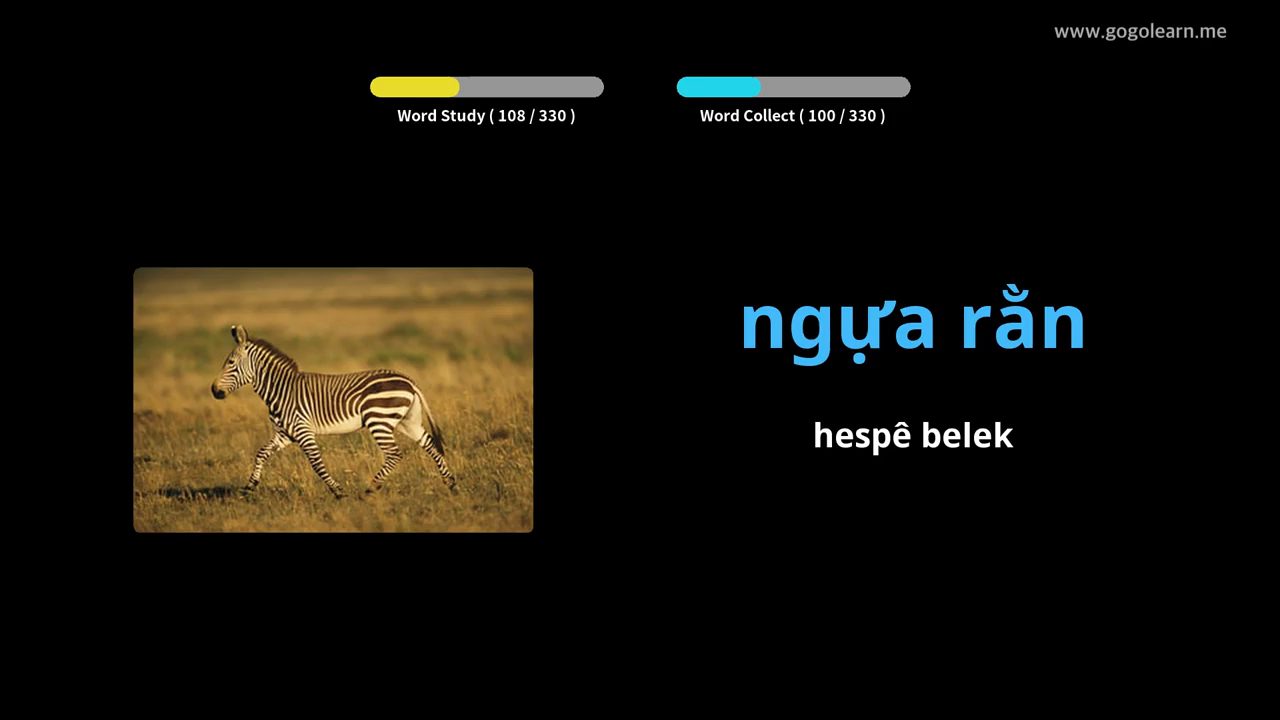 www.gogolearn.me
Word Study ( 108 / 330 )
Word Collect ( 100 / 330 )
ngựa rằn
hespê belek